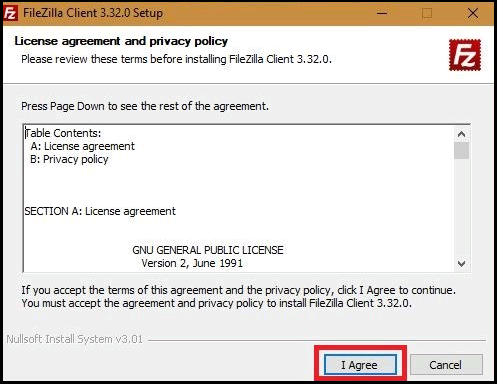 FileZilla Client 3.32.0 Setup
License agreement and privacy policy
Please review these terms before installing FileZilla Client 3.32.0.
Fz
Press Page Down to see the rest of the agreement.
Table Contents:
A: License agreement
B: Privacy policy
SECTION A: License agreement
GNU GENERAL PUBLIC LICENSE
Version 2, June 1991
If you accept the terms of this agreement and the privacy policy, click I Agree to continue.
You must accept the agreement and privacy policy to install FileZilla Client 3.32.0.
Nullsoft Install System v3.01
I Agree
Cancel